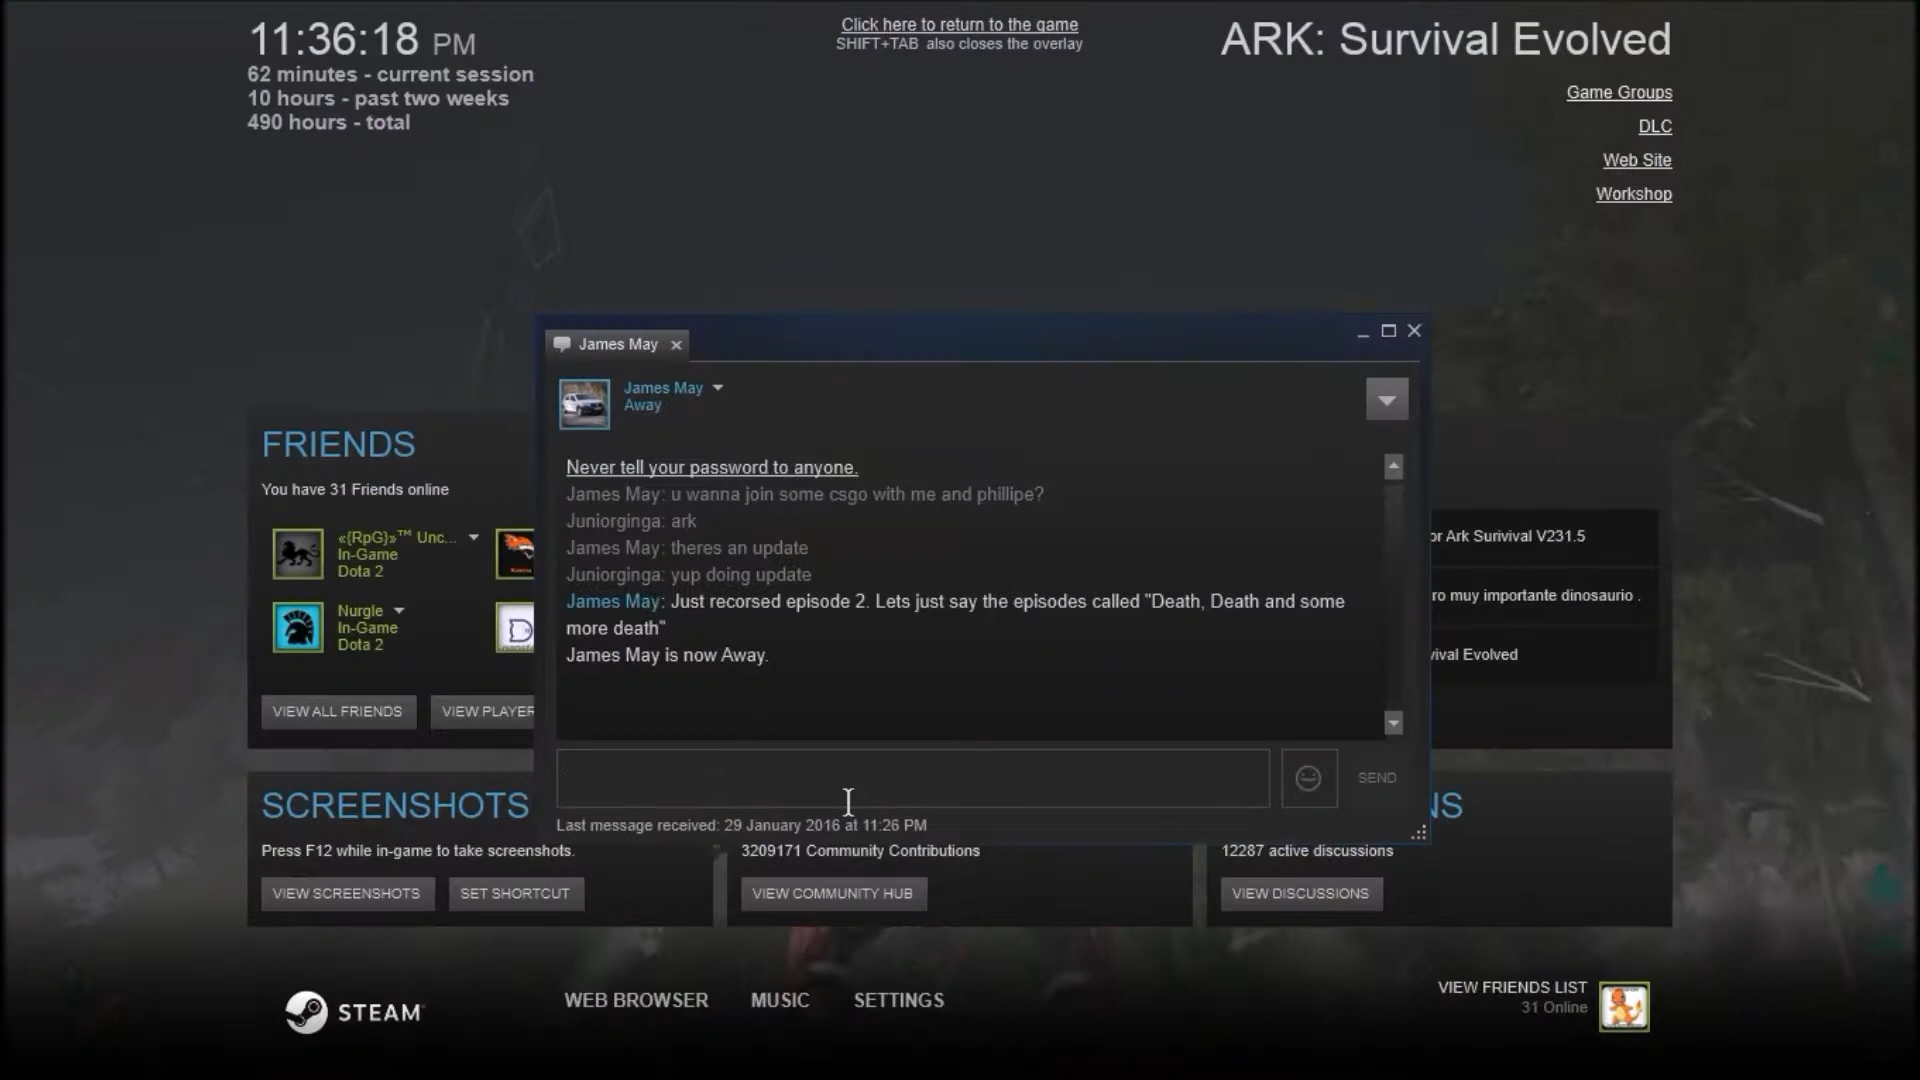 11:36:18 PM
62 minutes - current session
10 hours - past two weeks
490 hours - total
Click here to return to the game
SHIFT+TAB also closes the overlay
ARK: Survival Evolved
Game Groups
DLC
Web Site
Workshop
James May
James May
Away
Never tell your password to anyone.
James May: u wanna join some csgo with me and phillipe?
Juniorginga: ark
James May: theres an update
Juniorginga: yup doing update
James May: Just recorsed episode 2. Lets just say the episodes called "Death, Death and some
more death"
James May is now Away.
SEND
Last message received: 29 January 2016 at 11:26 PM
FRIENDS
You have 31 Friends online
«{RpG}»™ Unc...
In-Game
Dota 2
Nurgle
In-Game
Dota 2
VIEW ALL FRIENDS
VIEW PLAYER
or Ark Surivival V231.5
ro muy importante dinosaurio .
vival Evolved
SCREENSHOTS
Press F12 while in-game to take screenshots.
VIEW SCREENSHOTS
SET SHORTCUT
3209171 Community Contributions
VIEW COMMUNITY HUB
NS
12287 active discussions
VIEW DISCUSSIONS
STEAM
WEB BROWSER
MUSIC
SETTINGS
VIEW FRIENDS LIST
31 Online